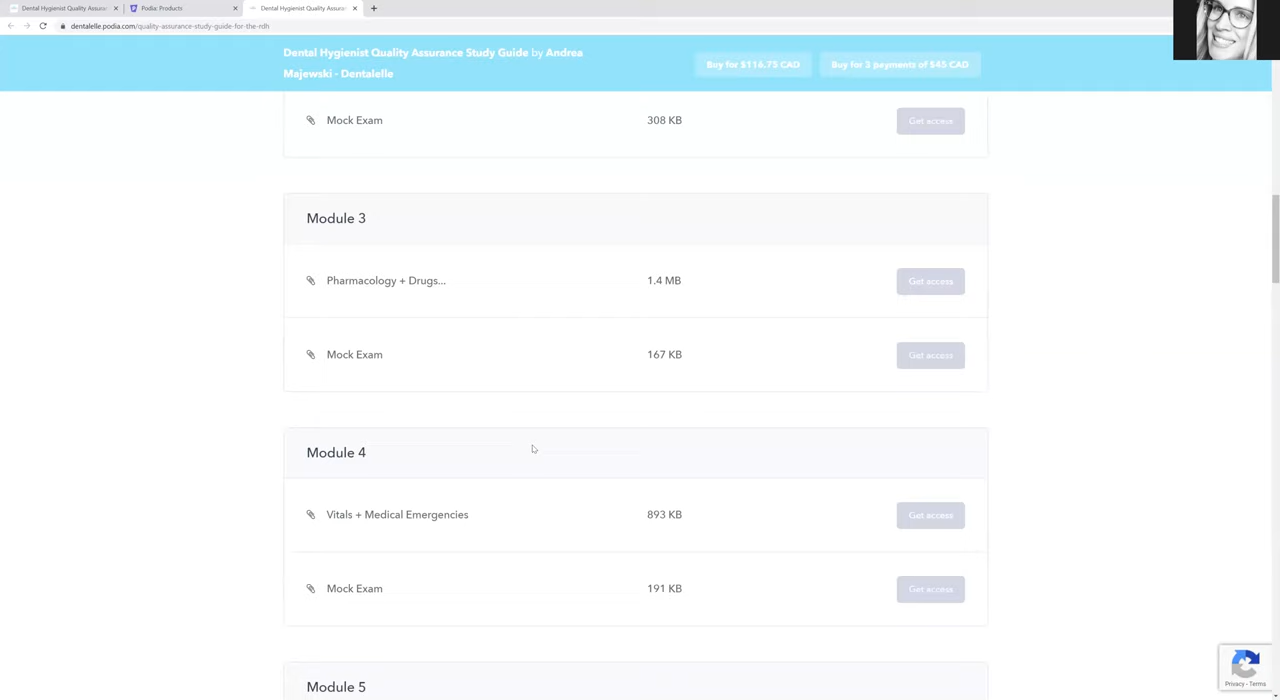 Dental Hygienist Quality Assuran
Podia: Products
Dental Hygienist Quality Assuran
dentalelle.podia.com/quality-assurance-study-guide-for-the-rdh
Dental Hygienist Quality Assurance Study Guide by Andrea
Majewski - Dentalelle
Buy for $116.75 CAD
Buy for 3 payments of $45 CAD
Mock Exam 308 KB Get access
Module 3
Pharmacology + Drugs... 1.4 MB Get access
Mock Exam 167 KB Get access
Module 4
Vitals + Medical Emergencies 893 KB Get access
Mock Exam 191 KB Get access
Module 5
Privacy - Terms